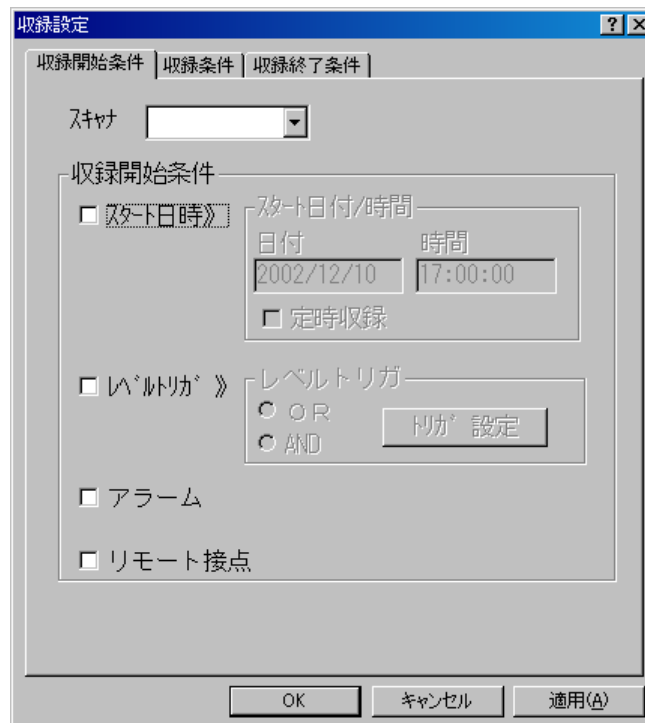 収録設定
収録開始条件 収録条件 収録終了条件
ｽｷｬﾅ
収録開始条件
ｽﾀｰﾄ日時》
ｽﾀｰﾄ日付/時間
日付 時間
2002/12/10 17:00:00
定時収録
ﾚﾍﾞﾙﾄﾘｶﾞ 》
レベルトリガ
ＯＲ
AND
ﾄﾘｶﾞ 設定
アラーム
リモート接点
OK キャンセル 適用(A)